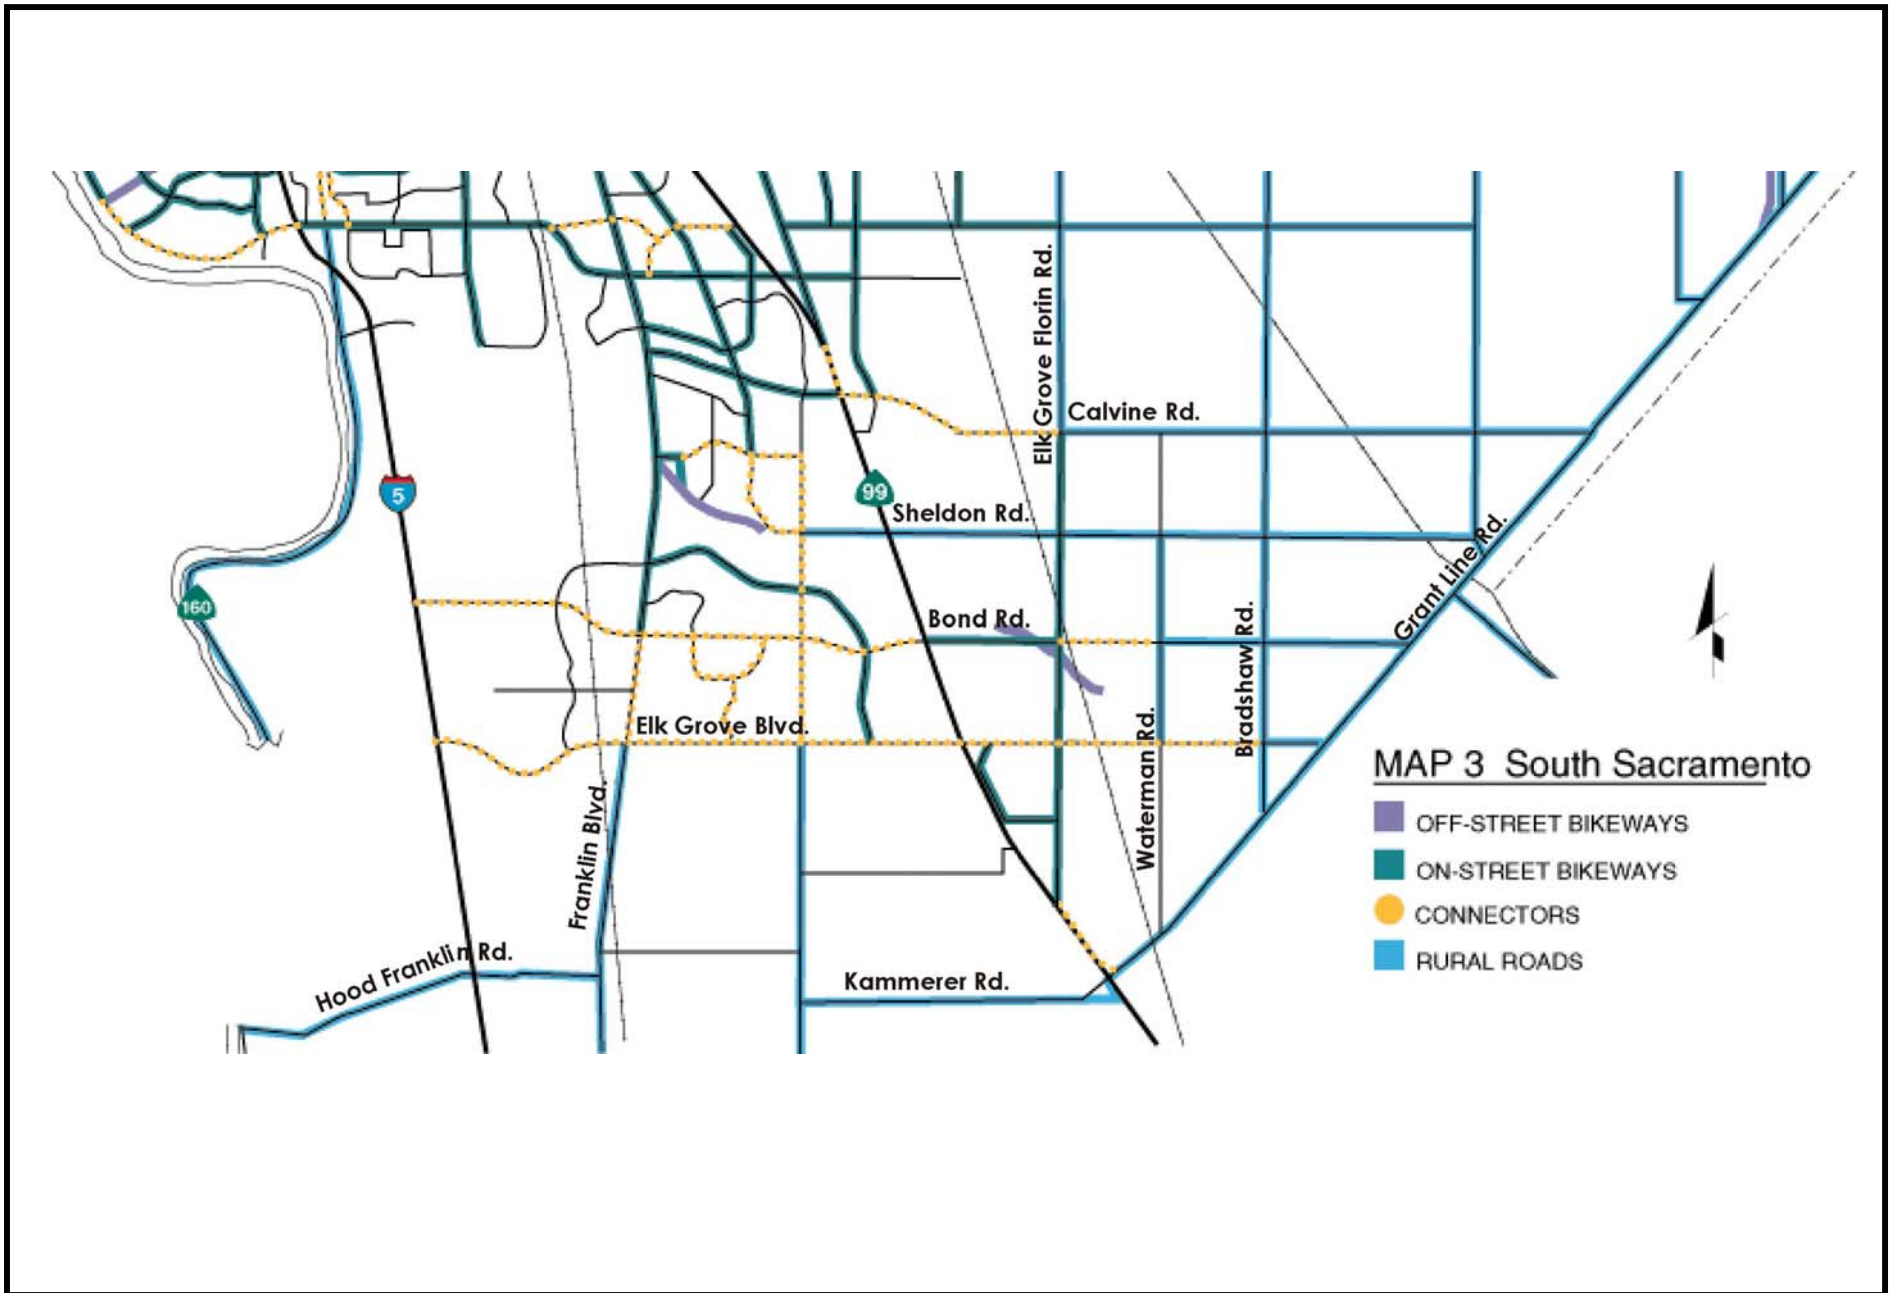 Elk Grove Florin Rd.
Calvine Rd.
5
99
Sheldon Rd.
Grant Line Rd.
160
Bond Rd.
Bradshaw Rd.
Elk Grove Blvd.
Waterman Rd.
Franklin Blvd.
Hood Franklin Rd.
Kammerer Rd.
MAP 3 South Sacramento
OFF-STREET BIKEWAYS
ON-STREET BIKEWAYS
CONNECTORS
RURAL ROADS